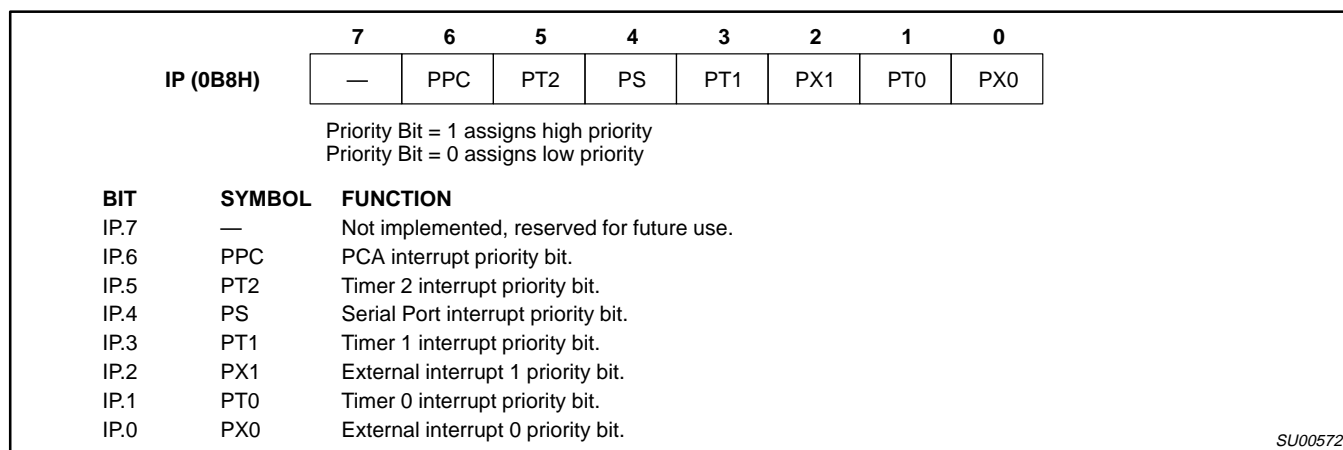 7 6 5 4 3 2 1 0
IP (0B8H) — PPC PT2 PS PT1 PX1 PT0 PX0
Priority Bit = 1 assigns high priority
Priority Bit = 0 assigns low priority
BIT SYMBOL FUNCTION
IP.7 — Not implemented, reserved for future use.
IP.6 PPC PCA interrupt priority bit.
IP.5 PT2 Timer 2 interrupt priority bit.
IP.4 PS Serial Port interrupt priority bit.
IP.3 PT1 Timer 1 interrupt priority bit.
IP.2 PX1 External interrupt 1 priority bit.
IP.1 PT0 Timer 0 interrupt priority bit.
IP.0 PX0 External interrupt 0 priority bit.
SU00572